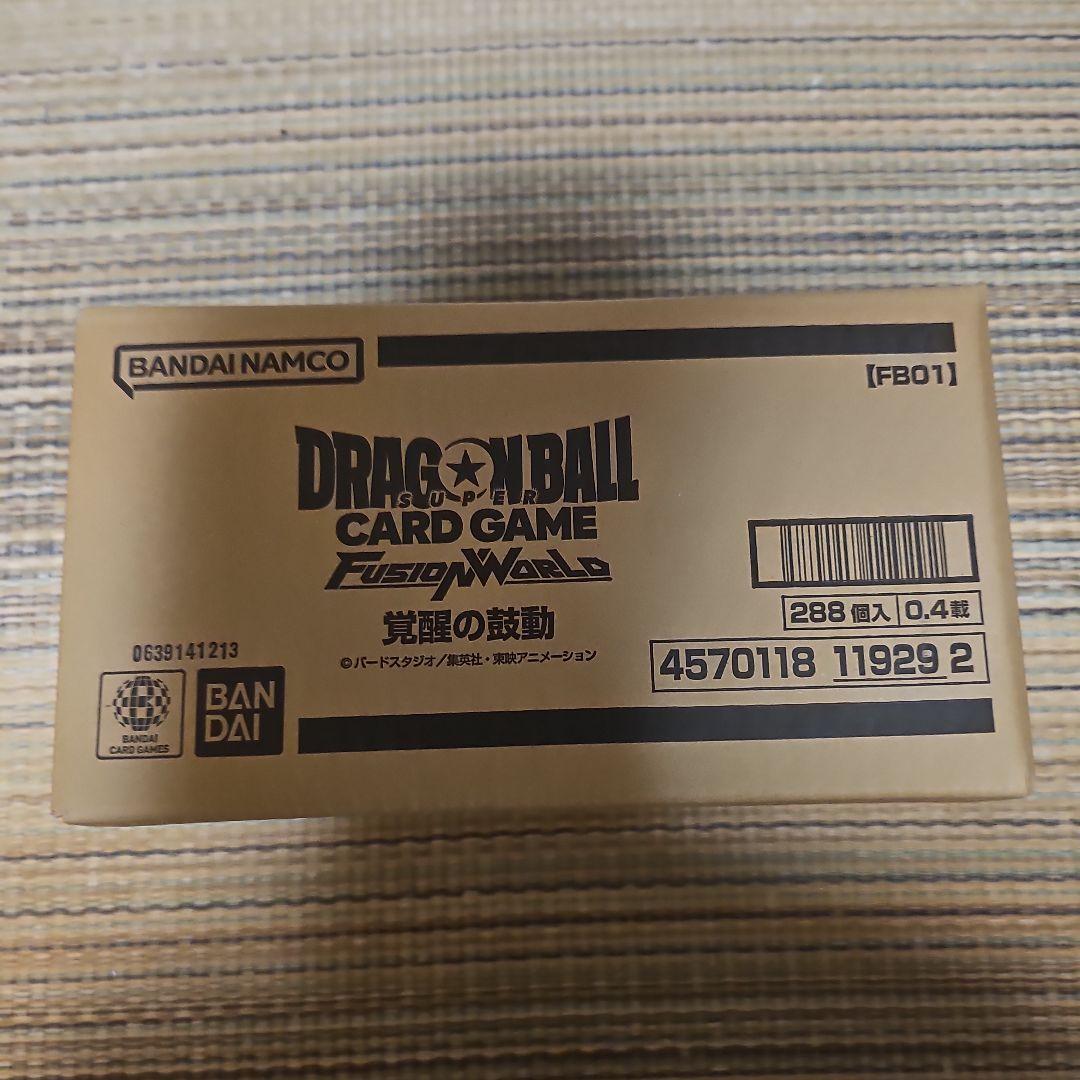 BANDAI NAMCO
【FB01】
DRAGON BALL
SUPER
CARD GAME
FUSION WORLD
覚醒の鼓動
©バードスタジオ／集英社・東映アニメーション
288 個入 0.4載
4570118 11929 2
0639141213
BANDAI
CARD GAMES
BAN
DAI